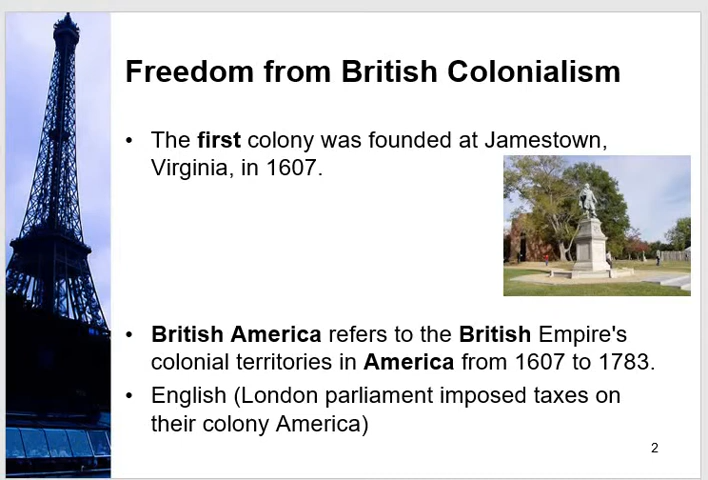 Freedom from British Colonialism
• The first colony was founded at Jamestown,
Virginia, in 1607.
• British America refers to the British Empire's
colonial territories in America from 1607 to 1783.
• English (London parliament imposed taxes on
their colony America)
2